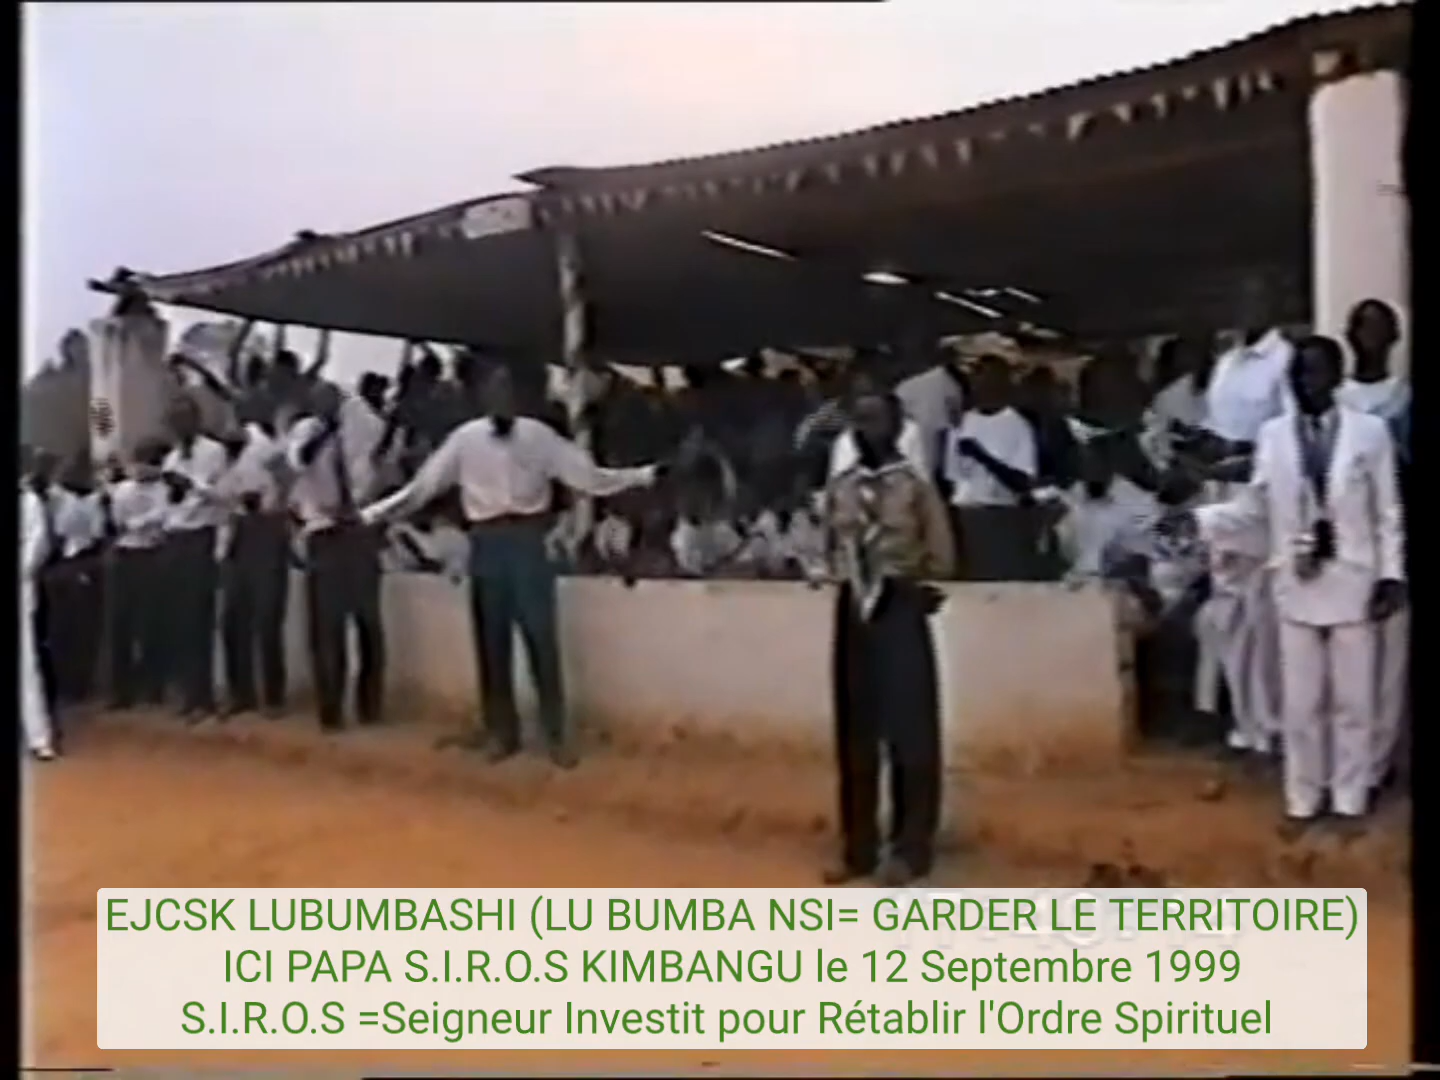 EJCSK LUBUMBASHI (LU BUMBA NSI= GARDER LE TERRITOIRE)
ICI PAPA S.I.R.O.S KIMBANGU le 12 Septembre 1999
S.I.R.O.S =Seigneur Investit pour Rétablir l'Ordre Spirituel